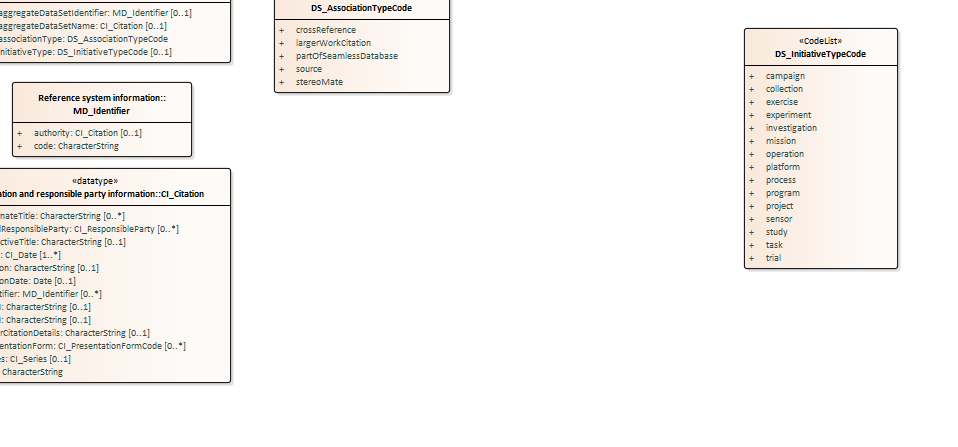 aggregateDataSetIdentifier: MD_Identifier [0..1]
aggregateDataSetName: CI_Citation [0..1]
associationType: DS_AssociationTypeCode
initiativeType: DS_InitiativeTypeCode [0..1]
Reference system information::
MD_Identifier
+ authority: CI_Citation [0..1]
+ code: CharacterString
«datatype»
ation and responsible party information::CI_Citation
nateTitle: CharacterString [0..*]
dResponsibleParty: CI_ResponsibleParty [0..*]
ctiveTitle: CharacterString [0..1]
: CI_Date [1..*]
on: CharacterString [0..1]
onDate: Date [0..1]
tifier: MD_Identifier [0..*]
: CharacterString [0..1]
: CharacterString [0..1]
rCitationDetails: CharacterString [0..1]
entationForm: CI_PresentationFormCode [0..*]
es: CI_Series [0..1]
CharacterString
DS_AssociationTypeCode
+ crossReference
+ largerWorkCitation
+ partOfSeamlessDatabase
+ source
+ stereoMate
«CodeList»
DS_InitiativeTypeCode
+ campaign
+ collection
+ exercise
+ experiment
+ investigation
+ mission
+ operation
+ platform
+ process
+ program
+ project
+ sensor
+ study
+ task
+ trial